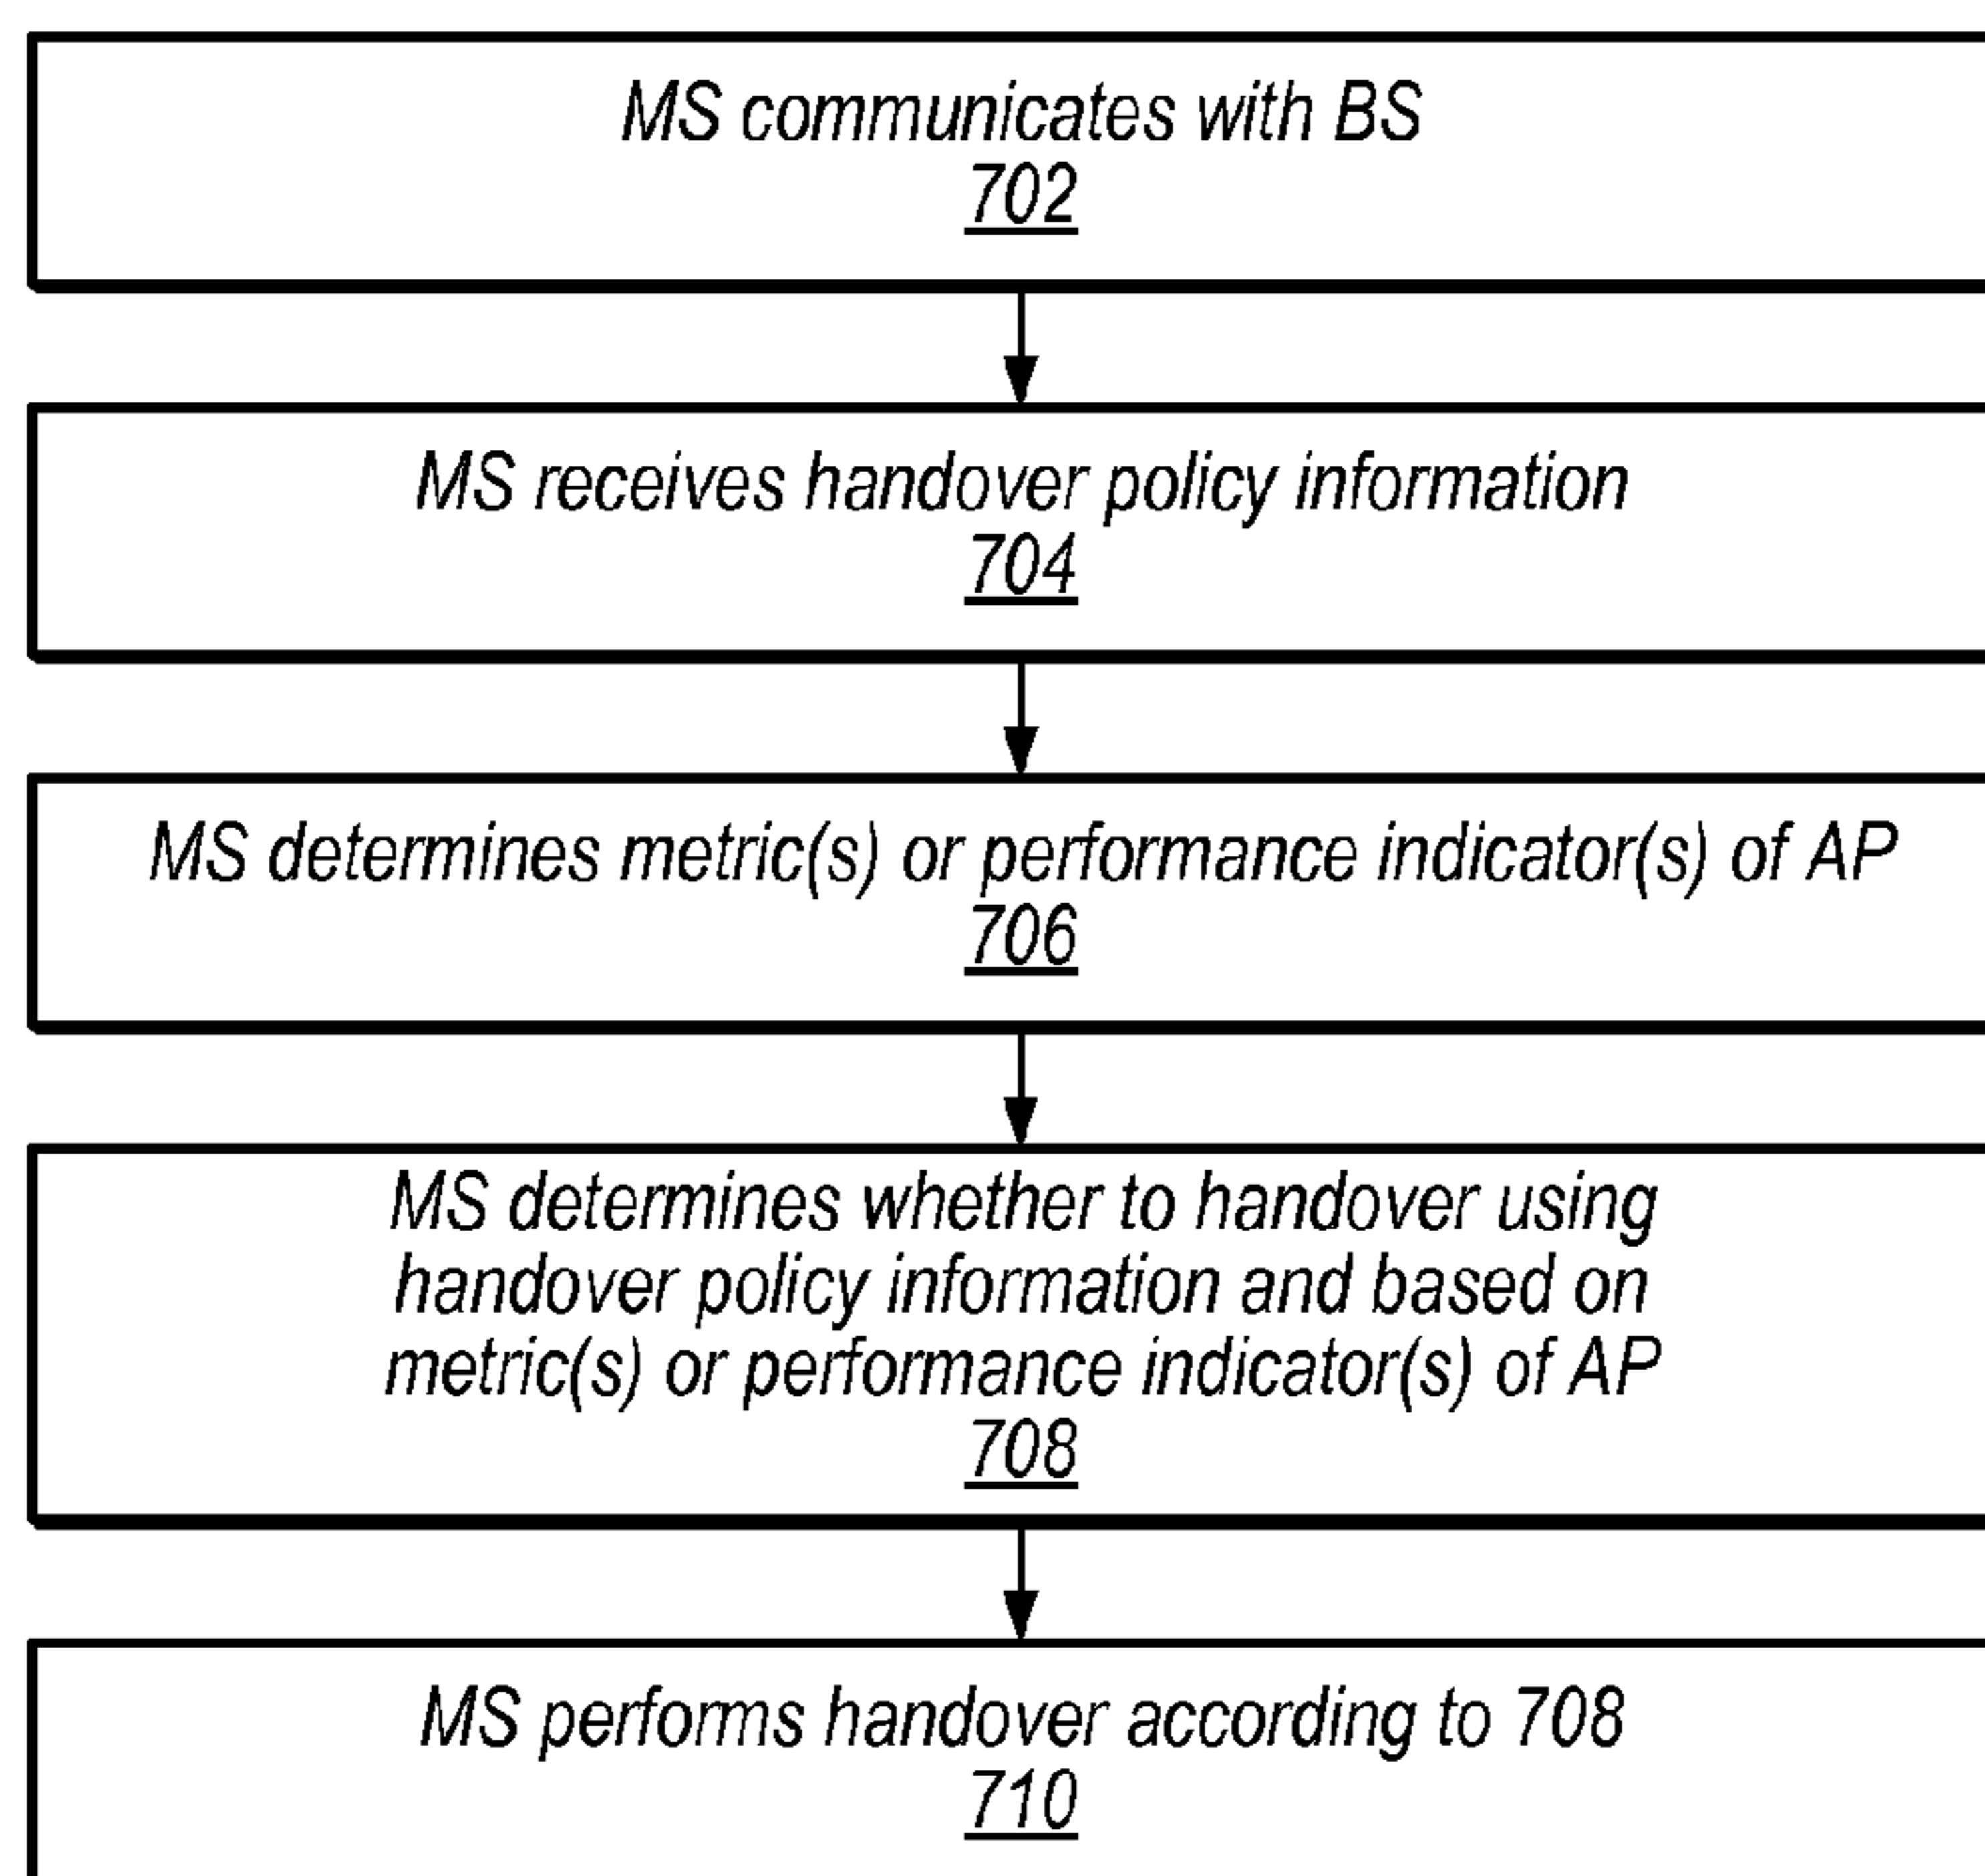 MS communicates with BS
702
MS receives handover policy information
704
MS determines metric(s) or performance indicator(s) of AP
706
MS determines whether to handover using
handover policy information and based on
metric(s) or performance indicator(s) of AP
708
MS performs handover according to 708
710